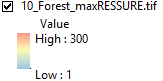 10_Forest_maxRESSURE.tif
Value
High : 300
Low : 1